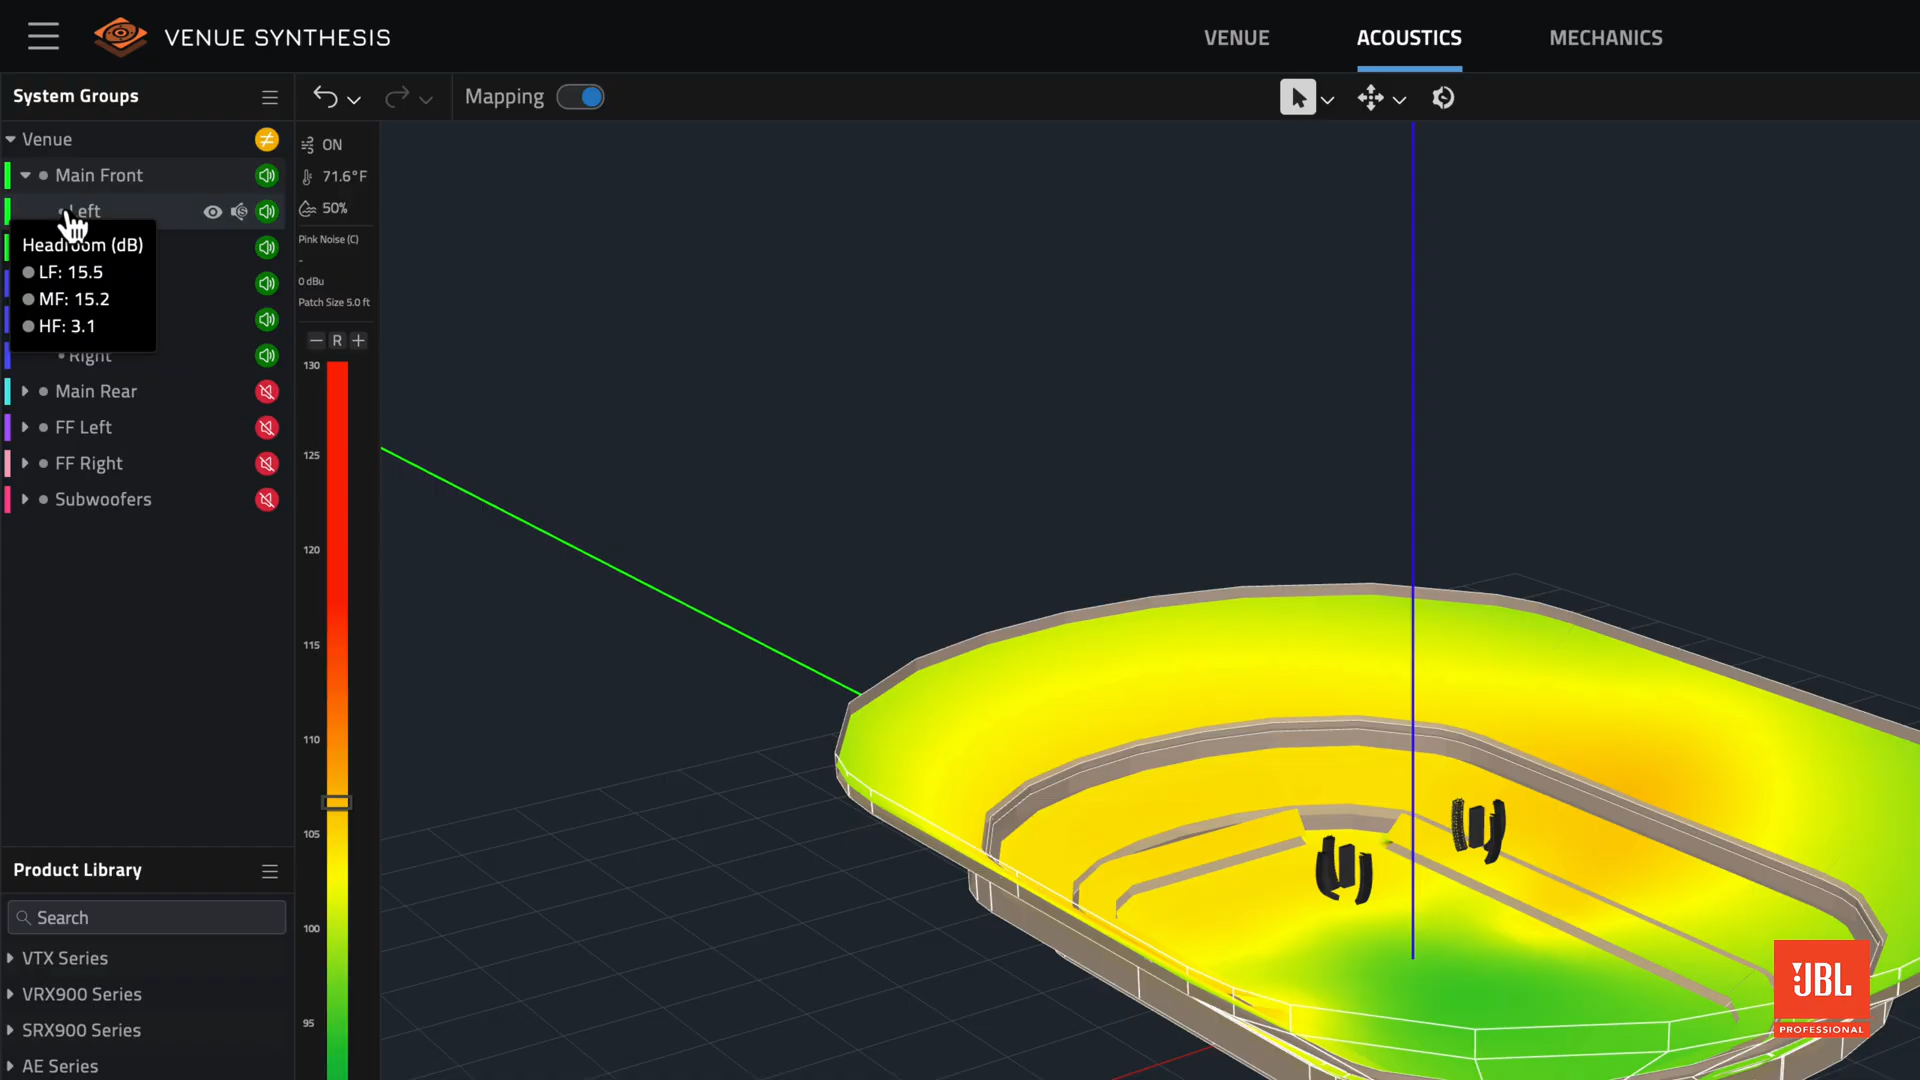 VENUE SYNTHESIS
VENUE
ACOUSTICS
MECHANICS
System Groups
Mapping
Venue
Main Front
Left
Headroom (dB)
LF: 15.5
MF: 15.2
HF: 3.1
Right
Main Rear
FF Left
FF Right
Subwoofers
ON
71.6°F
50%
Pink Noise (C)
-
0 dBu
Patch Size 5.0 ft
R
130
125
120
115
110
105
100
95
Product Library
Search
VTX Series
VRX900 Series
SRX900 Series
AE Series
JBL
PROFESSIONAL